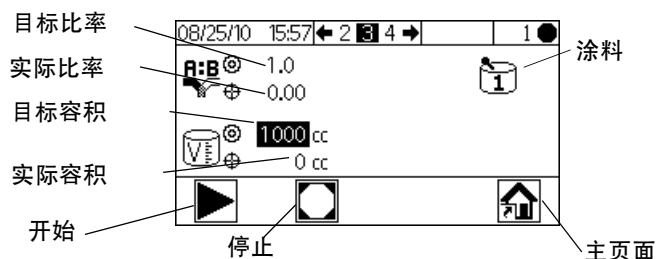 目标比率
实际比率
目标容积
实际容积
开始
停止
08/25/10 15:57 2 3 4 1
A:B 1.0
0.00
1
V 1000 cc
0 cc
涂料
主页面